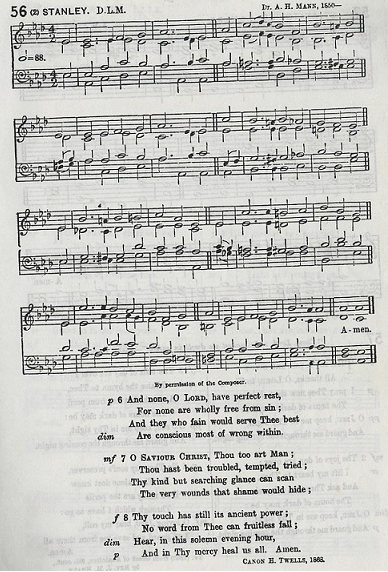 56 (2) STANLEY. D.L.M.
Dr. A. H. MANN, 1850—
=88.
A - men.
By permission of the Composer.
p 6 And none, O LORD, have perfect rest,
For none are wholly free from sin ;
And they who fain would serve Thee best
dim Are conscious most of wrong within.
mf 7 O SAVIOUR CHRIST, Thou too art Man ;
Thou hast been troubled, tempted, tried ;
Thy kind but searching glance can scan
The very wounds that shame would hide ;
f 8 Thy touch has still its ancient power ;
No word from Thee can fruitless fall ;
dim Hear, in this solemn evening hour,
p And in Thy mercy heal us all. Amen.
CANON H. TWELLS, 1868.